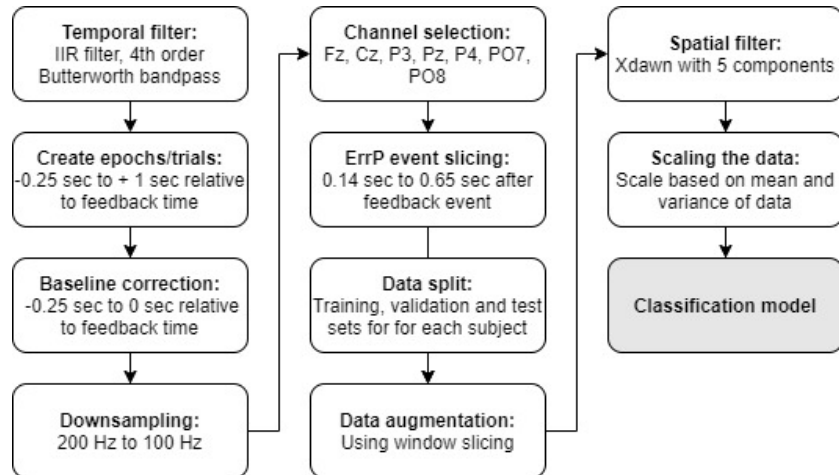 Temporal filter:
IIR filter, 4th order
Butterworth bandpass
Create epochs/trials:
-0.25 sec to + 1 sec relative
to feedback time
Baseline correction:
-0.25 sec to 0 sec relative
to feedback time
Downsampling:
200 Hz to 100 Hz
Channel selection:
Fz, Cz, P3, Pz, P4, PO7,
PO8
ErrP event slicing:
0.14 sec to 0.65 sec after
feedback event
Data split:
Training, validation and test
sets for for each subject
Data augmentation:
Using window slicing
Spatial filter:
Xdawn with 5 components
Scaling the data:
Scale based on mean and
variance of data
Classification model